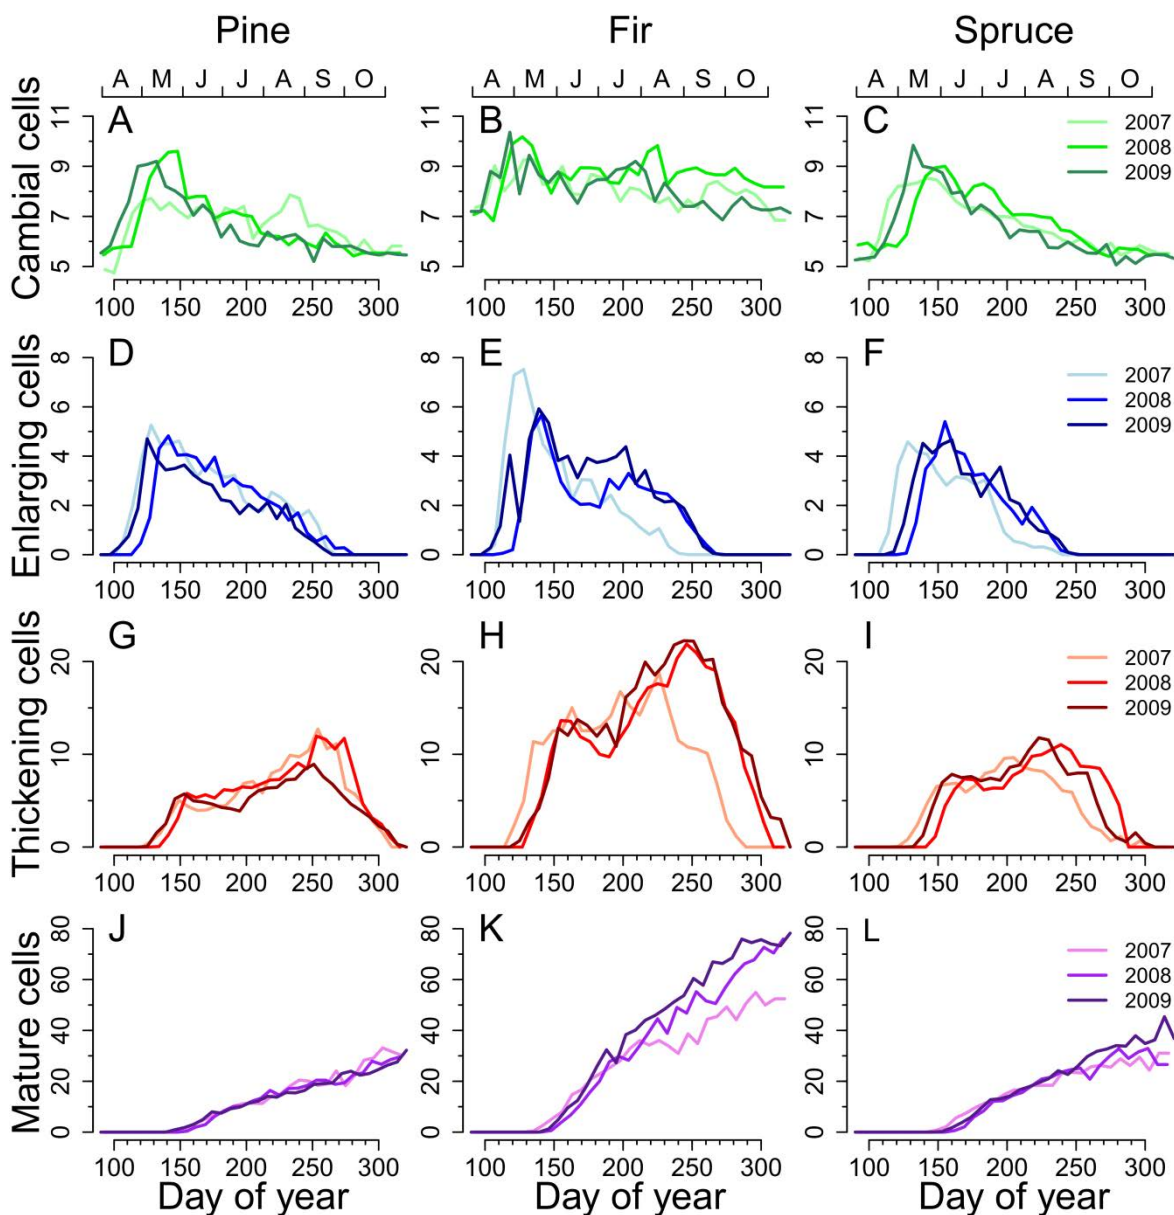 Pine Fir Spruce
A M J J A S O A M J J A S O A M J J A S O
Cambial cells
A
5 7 9 11
100 150 200 250 300
B
5 7 9 11
100 150 200 250 300
C
5 7 9 11
100 150 200 250 300
2007
2008
2009
Enlarging cells
D
0 2 4 6 8
100 150 200 250 300
E
0 2 4 6 8
100 150 200 250 300
F
0 2 4 6 8
100 150 200 250 300
2007
2008
2009
Thickening cells
G
0 10 20
100 150 200 250 300
H
0 10 20
100 150 200 250 300
I
0 10 20
100 150 200 250 300
2007
2008
2009
Mature cells
J
0 20 40 60 80
100 150 200 250 300
Day of year
K
0 20 40 60 80
100 150 200 250 300
Day of year
L
0 20 40 60 80
100 150 200 250 300
Day of year
2007
2008
2009